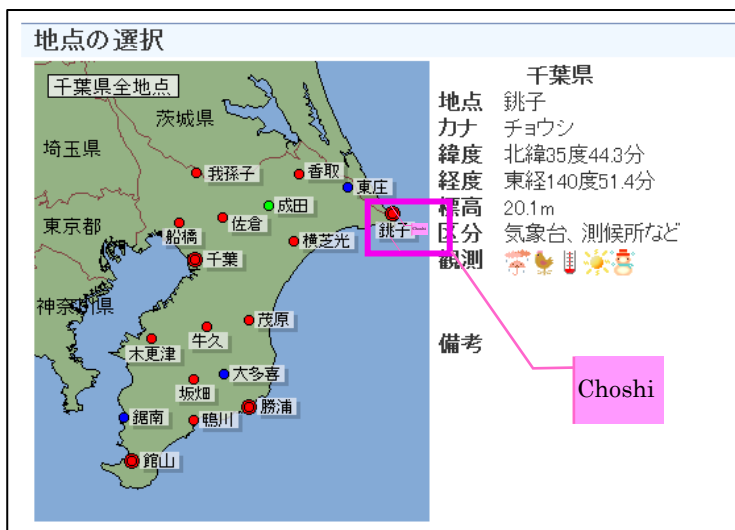 地点の選択
千葉県全地点
茨城県
埼玉県
我孫子
香取
東庄
成田
佐倉
東京都
船橋
横芝光
銚子 Choshi
千葉
神奈川県
茂原
牛久
木更津
大多喜
坂畑
勝浦
鋸南
鴨川
館山
千葉県
地点 銚子
カナ チョウシ
緯度 北緯35度44.3分
経度 東経140度51.4分
標高 20.1m
区分 気象台、測候所など
観測
備考
Choshi